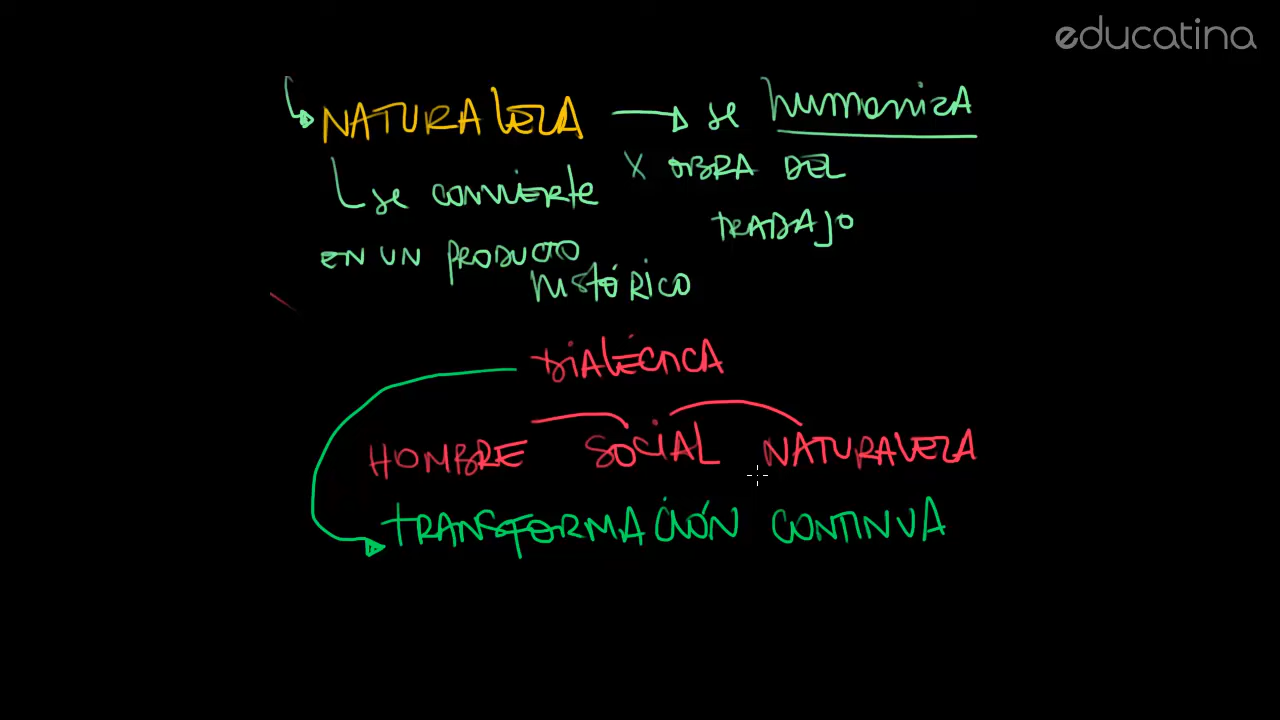 educatina
NATURALEZA → se humaniza
se convierte x OBRA DEL
EN UN PRODUCTO TRABAJO
histórico
DIALÉCTICA
HOMBRE SOCIAL NATURALEZA
TRANSFORMACIÓN CONTINUA